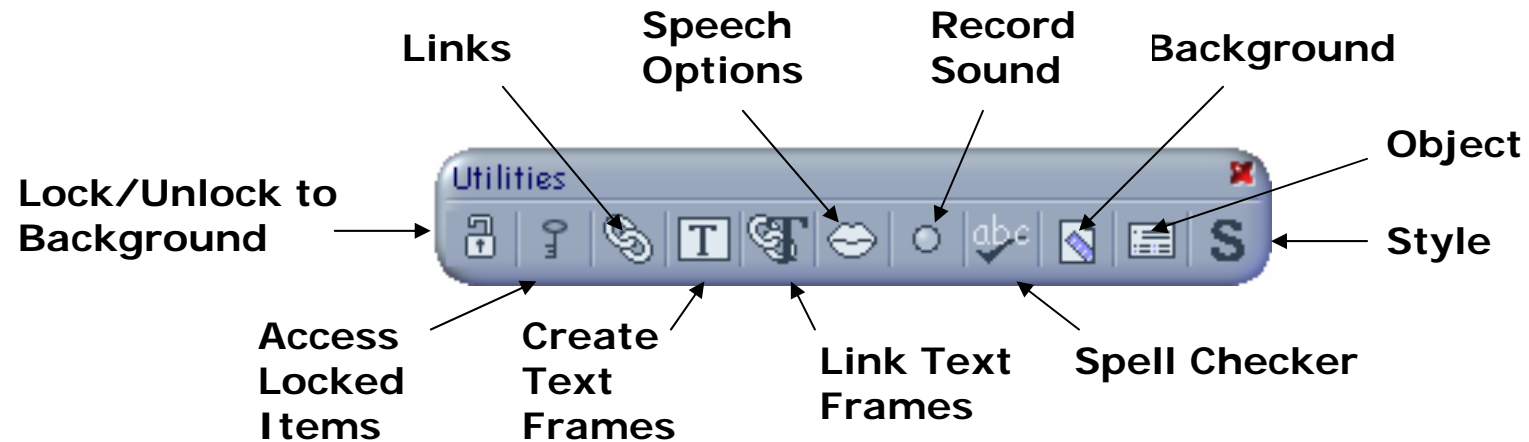 Links
Speech
Options
Record
Sound
Background
Object
Lock/Unlock to
Background
Utilities
T
T
abc
S
Style
Access
Locked
Items
Create
Text
Frames
Link Text
Frames
Spell Checker